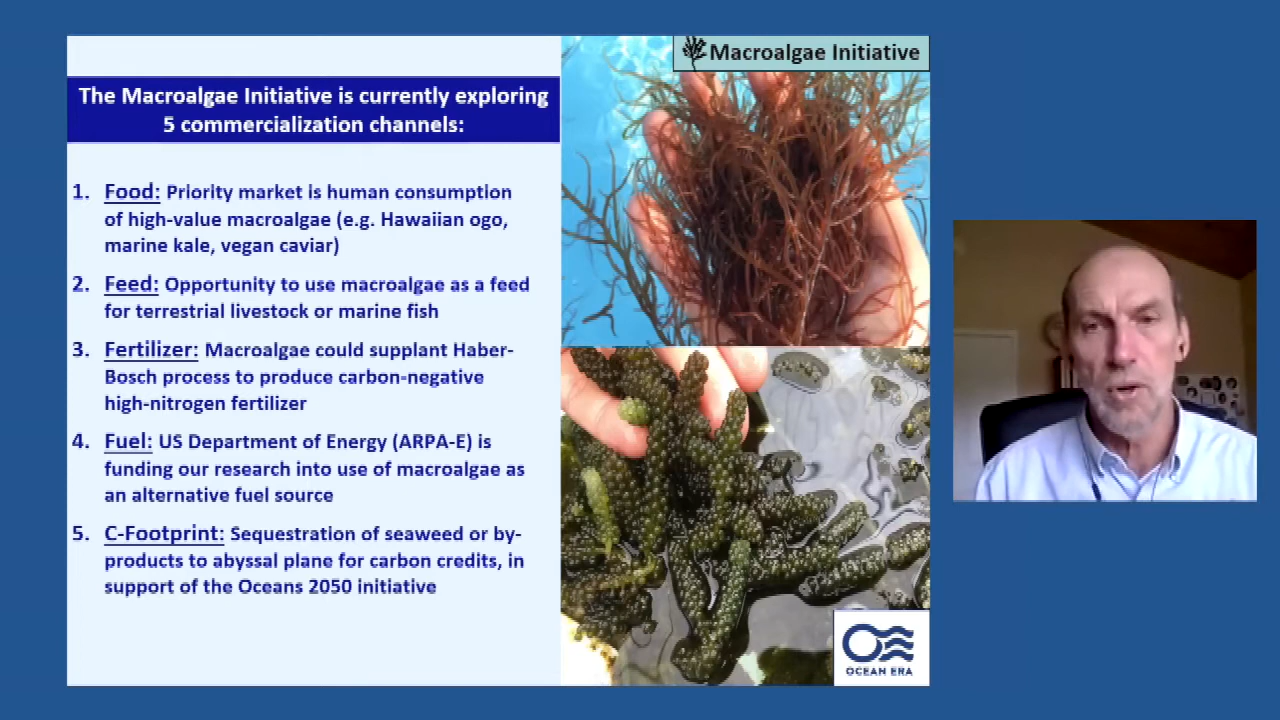 Macroalgae Initiative
The Macroalgae Initiative is currently exploring
5 commercialization channels:
1. Food: Priority market is human consumption
of high-value macroalgae (e.g. Hawaiian ogo,
marine kale, vegan caviar)
2. Feed: Opportunity to use macroalgae as a feed
for terrestrial livestock or marine fish
3. Fertilizer: Macroalgae could supplant Haber-
Bosch process to produce carbon-negative
high-nitrogen fertilizer
4. Fuel: US Department of Energy (ARPA-E) is
funding our research into use of macroalgae as
an alternative fuel source
5. C-Footprint: Sequestration of seaweed or by-
products to abyssal plane for carbon credits, in
support of the Oceans 2050 initiative
OCEAN ERA